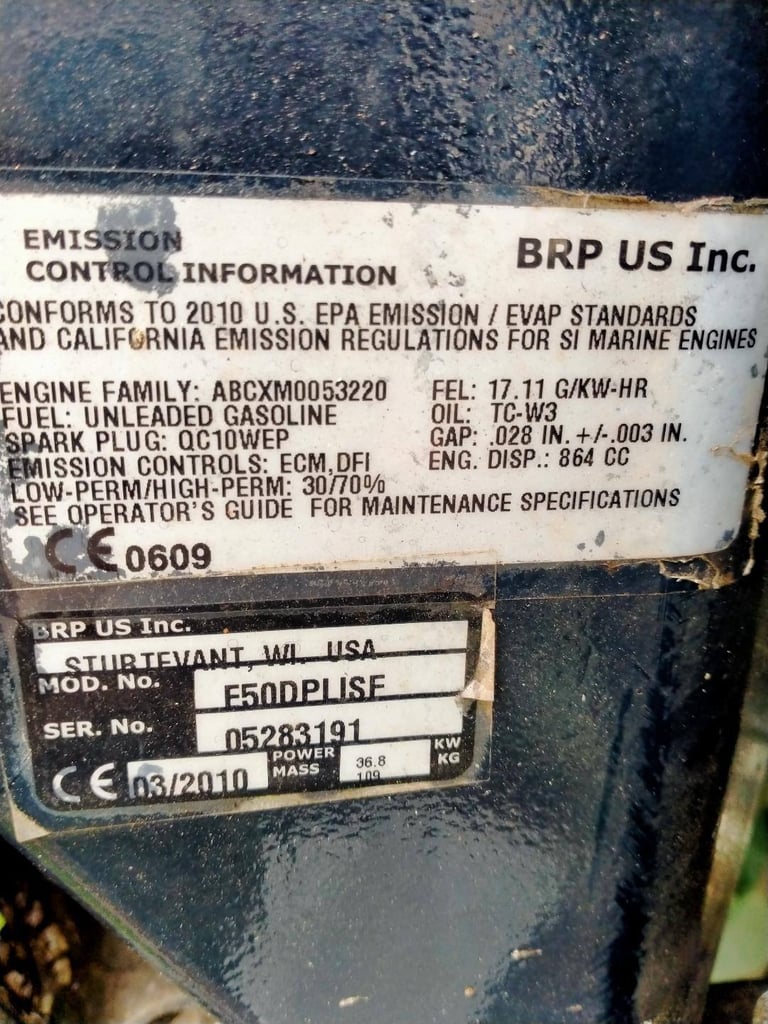 EMISSION
CONTROL INFORMATION
BRP US Inc.
CONFORMS TO 2010 U.S. EPA EMISSION / EVAP STANDARDS
AND CALIFORNIA EMISSION REGULATIONS FOR SI MARINE ENGINES
ENGINE FAMILY: ABCXM0053220 FEL: 17.11 G/KW-HR
FUEL: UNLEADED GASOLINE OIL: TC-W3
SPARK PLUG: QC10WEP GAP: .028 IN. +/-.003 IN.
EMISSION CONTROLS: ECM,DFI ENG. DISP.: 864 CC
LOW-PERM/HIGH-PERM: 30/70%
SEE OPERATOR'S GUIDE FOR MAINTENANCE SPECIFICATIONS
CE 0609
BRP US Inc.
STURTEVANT, WI. USA
MOD. No. E50DPLISF
SER. No. 05283191
CE 03/2010 POWER 36.8 KW
MASS 109 KG